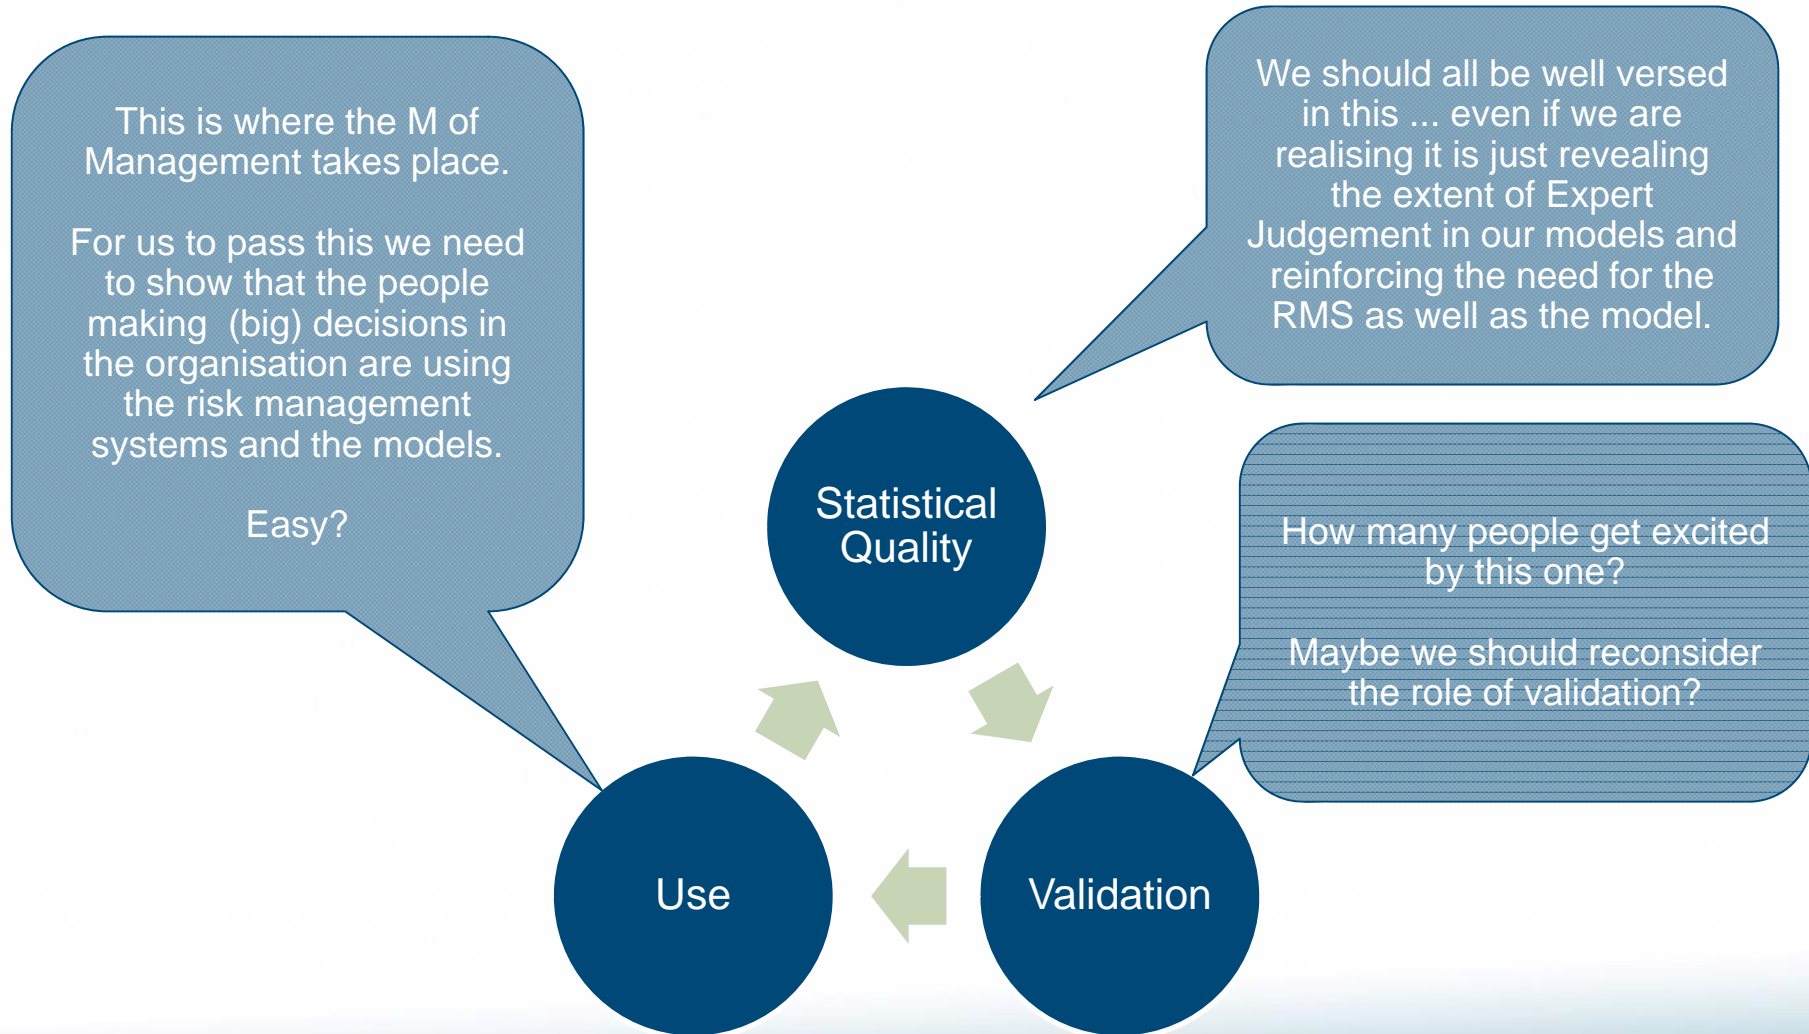 This is where the M of
Management takes place.
For us to pass this we need
to show that the people
making  (big) decisions in
the organisation are using
the risk management
systems and the models.
Easy?
We should all be well versed
in this ... even if we are
realising it is just revealing
the extent of Expert
Judgement in our models and
reinforcing the need for the
RMS as well as the model.
Statistical
Quality
How many people get excited
by this one?
Maybe we should reconsider
the role of validation?
Use
Validation